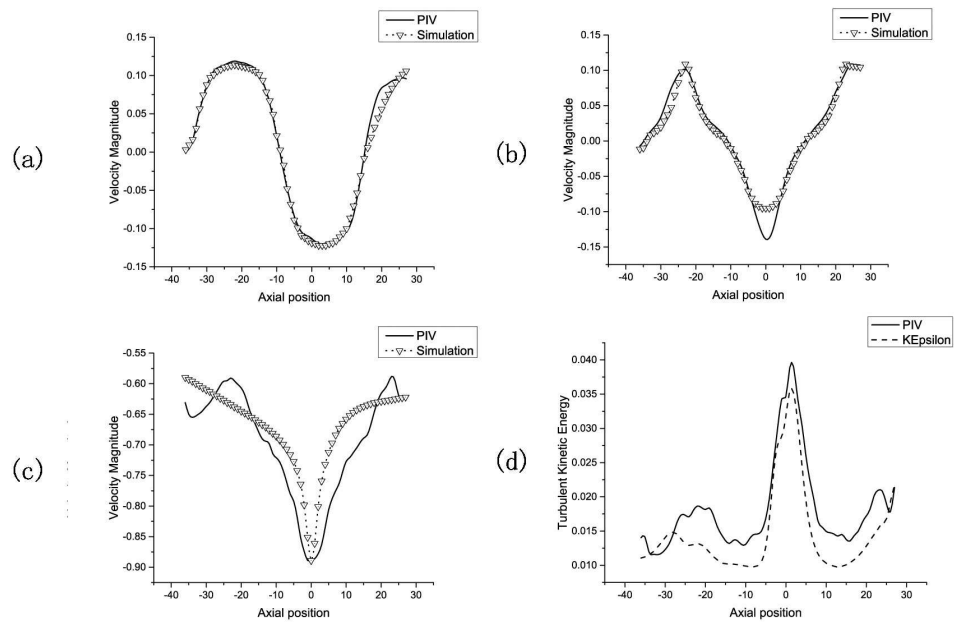 PIV
Simulation
0.15
0.10
0.05
0.00
-0.05
-0.10
-0.15
Velocity Magnitude
-40 -30 -20 -10 0 10 20 30 40
Axial position
(a)
PIV
Simulation
0.15
0.10
0.05
0.00
-0.05
-0.10
-0.15
Velocity Magnitude
-40 -30 -20 -10 0 10 20 30 40
Axial position
(b)
PIV
Simulation
-0.55
-0.60
-0.65
-0.70
-0.75
-0.80
-0.85
-0.90
Velocity Magnitude
-40 -30 -20 -10 0 10 20 30 40
Axial position
(c)
PIV
KEpsilon
0.040
0.035
0.030
0.025
0.020
0.015
0.010
Turbulent Kinetic Energy
-40 -30 -20 -10 0 10 20 30
Axial position
(d)